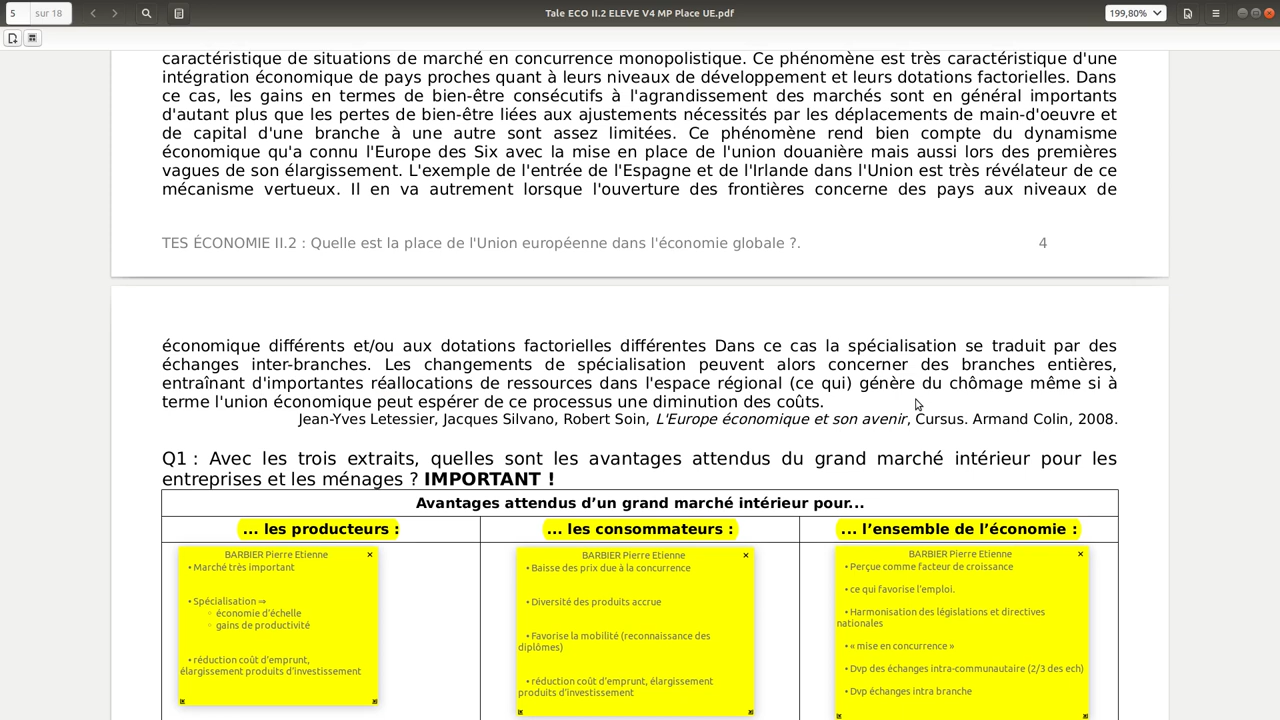 5 sur 18
Tale ECO II.2 ELEVE V4 MP Place UE.pdf
199,80%
caractéristique de situations de marché en concurrence monopolistique. Ce phénomène est très caractéristique d'une
intégration économique de pays proches quant à leurs niveaux de développement et leurs dotations factorielles. Dans
ce cas, les gains en termes de bien-être consécutifs à l'agrandissement des marchés sont en général importants
d'autant plus que les pertes de bien-être liées aux ajustements nécessités par les déplacements de main-d'oeuvre et
de capital d'une branche à une autre sont assez limitées. Ce phénomène rend bien compte du dynamisme
économique qu'a connu l'Europe des Six avec la mise en place de l'union douanière mais aussi lors des premières
vagues de son élargissement. L'exemple de l'entrée de l'Espagne et de l'Irlande dans l'Union est très révélateur de ce
mécanisme vertueux. Il en va autrement lorsque l'ouverture des frontières concerne des pays aux niveaux de
TES ÉCONOMIE II.2 : Quelle est la place de l'Union européenne dans l'économie globale ?. 4
économique différents et/ou aux dotations factorielles différentes Dans ce cas la spécialisation se traduit par des
échanges inter-branches. Les changements de spécialisation peuvent alors concerner des branches entières,
entraînant d'importantes réallocations de ressources dans l'espace régional (ce qui) génère du chômage même si à
terme l'union économique peut espérer de ce processus une diminution des coûts.
Jean-Yves Letessier, Jacques Silvano, Robert Soin, L'Europe économique et son avenir, Cursus. Armand Colin, 2008.
Q1 : Avec les trois extraits, quelles sont les avantages attendus du grand marché intérieur pour les
entreprises et les ménages ? IMPORTANT !
Avantages attendus d’un grand marché intérieur pour...
... les producteurs :
BARBIER Pierre Etienne
• Marché très important
• Spécialisation ⇒
◦ économie d’échelle
◦ gains de productivité
• réduction coût d’emprunt,
élargissement produits d’investissement
... les consommateurs :
BARBIER Pierre Etienne
• Baisse des prix due à la concurrence
• Diversité des produits accrue
• Favorise la mobilité (reconnaissance des
diplômes)
• réduction coût d’emprunt, élargissement
produits d’investissement
... l’ensemble de l’économie :
BARBIER Pierre Etienne
• Perçue comme facteur de croissance
• ce qui favorise l’emploi.
• Harmonisation des législations et directives
nationales
• « mise en concurrence »
• Dvp des échanges intra-communautaire (2/3 des ech)
• Dvp échanges intra branche